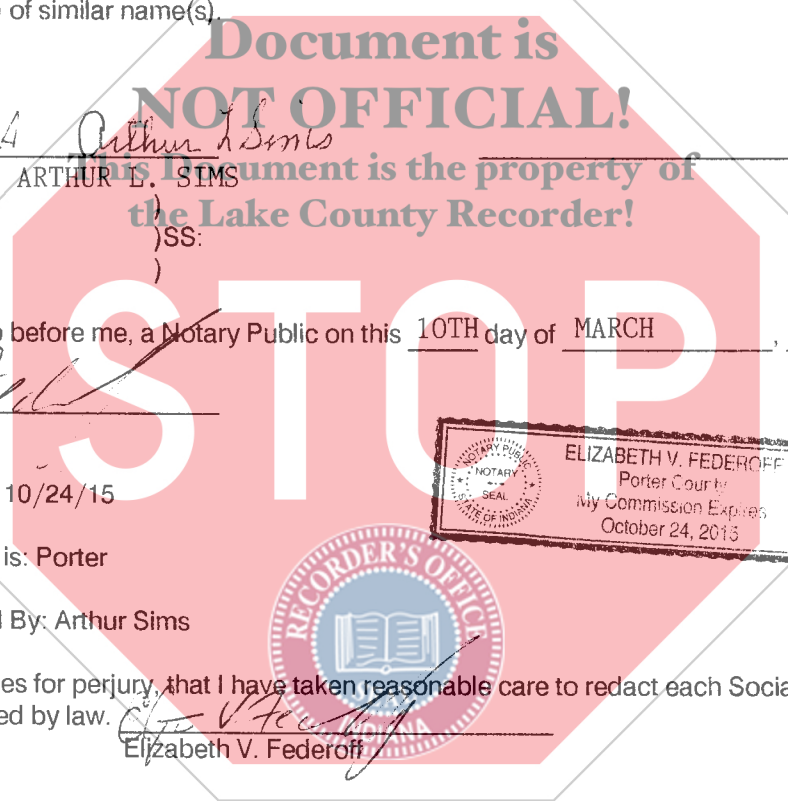 of similar name(s).
Document is
NOT OFFICIAL!
Arthur L Sims
This Document is the property of
ARTHUR L. SIMS
the Lake County Recorder!
)
)SS:
)
STOP
before me, a Notary Public on this 10TH day of MARCH ,
NOTARY PUBLIC
NOTARY
SEAL
STATE OF INDIANA
ELIZABETH V. FEDEROFF
Porter County
My Commission Expires
October 24, 2015
10/24/15
is: Porter
RECORDER'S OFFICE
SEAL
INDIANA
By: Arthur Sims
es for perjury, that I have taken reasonable care to redact each Socia
ed by law.
Elizabeth V. Federoff